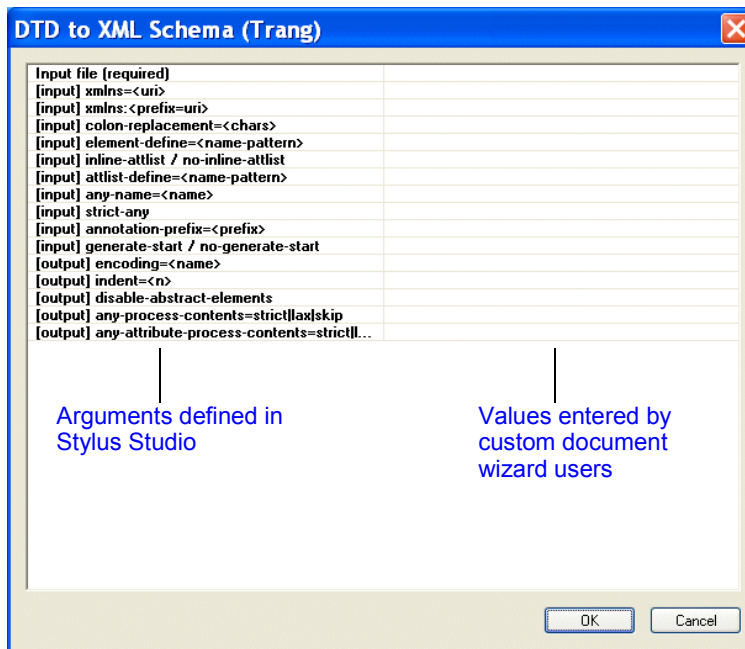 DTD to XML Schema (Trang)
Input file (required)
[input] xmlns=<uri>
[input] xmlns:<prefix=uri>
[input] colon-replacement=<chars>
[input] element-define=<name-pattern>
[input] inline-attlist / no-inline-attlist
[input] attlist-define=<name-pattern>
[input] any-name=<name>
[input] strict-any
[input] annotation-prefix=<prefix>
[input] generate-start / no-generate-start
[output] encoding=<name>
[output] indent=<n>
[output] disable-abstract-elements
[output] any-process-contents=strict|lax|skip
[output] any-attribute-process-contents=strict|l...
Arguments defined in
Stylus Studio
Values entered by
custom document
wizard users
OK
Cancel